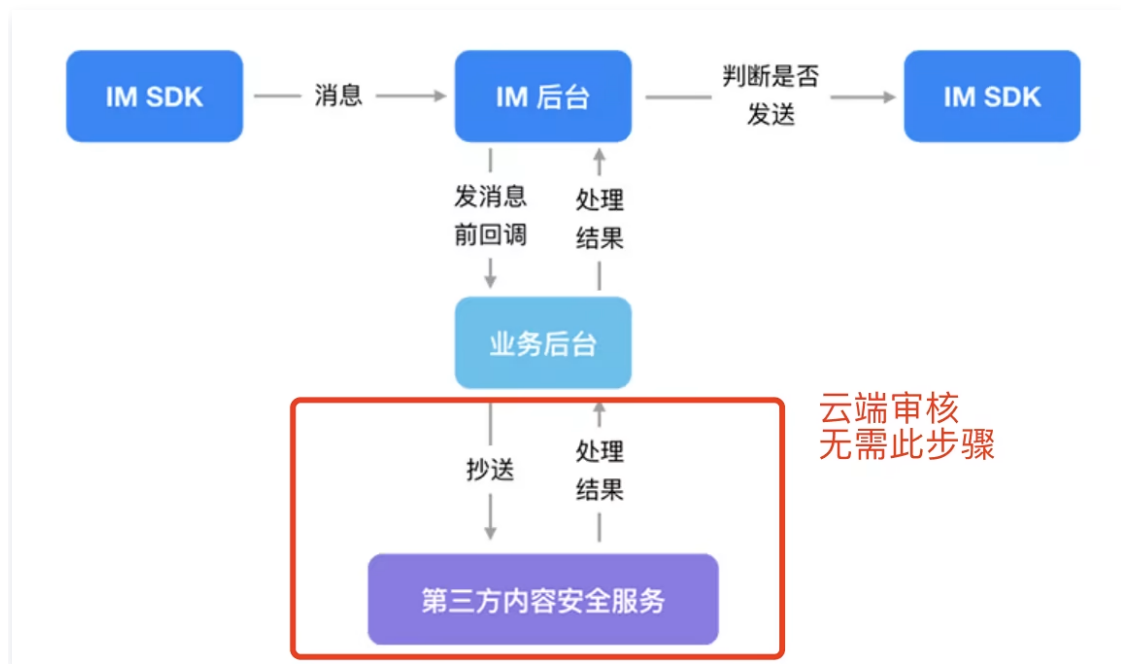 IM SDK
消息
IM 后台
判断是否
发送
IM SDK
发消息
前回调
处理
结果
业务后台
云端审核
无需此步骤
抄送
处理
结果
第三方内容安全服务